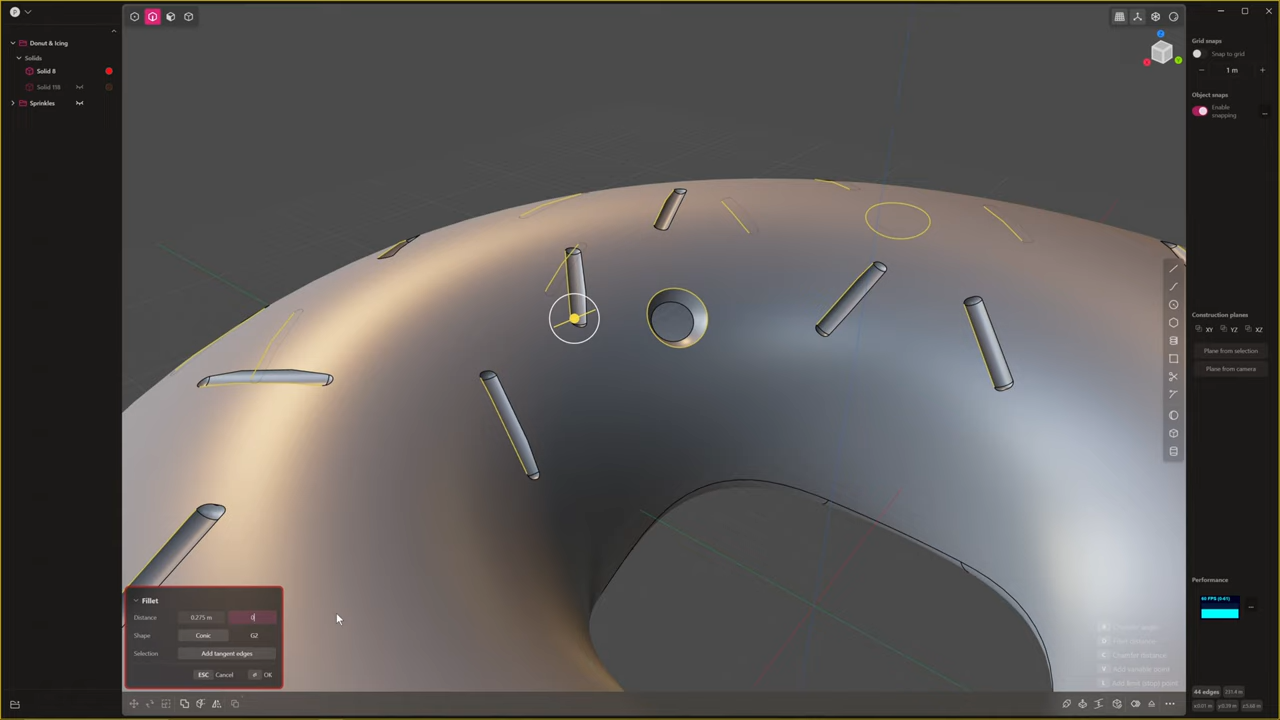 Donut & Icing
Solids
Solid 8
Solid 118
Sprinkles
Z
Grid snaps
Snap to grid
1 m
Object snaps
Enable
snapping
Construction planes
XY
YZ
XZ
Plane from selection
Plane from camera
Performance
44 edges
Fillet
Distance
0.275 m
0
Shape
Conic
G2
Selection
Add tangent edges
ESC
Cancel
OK